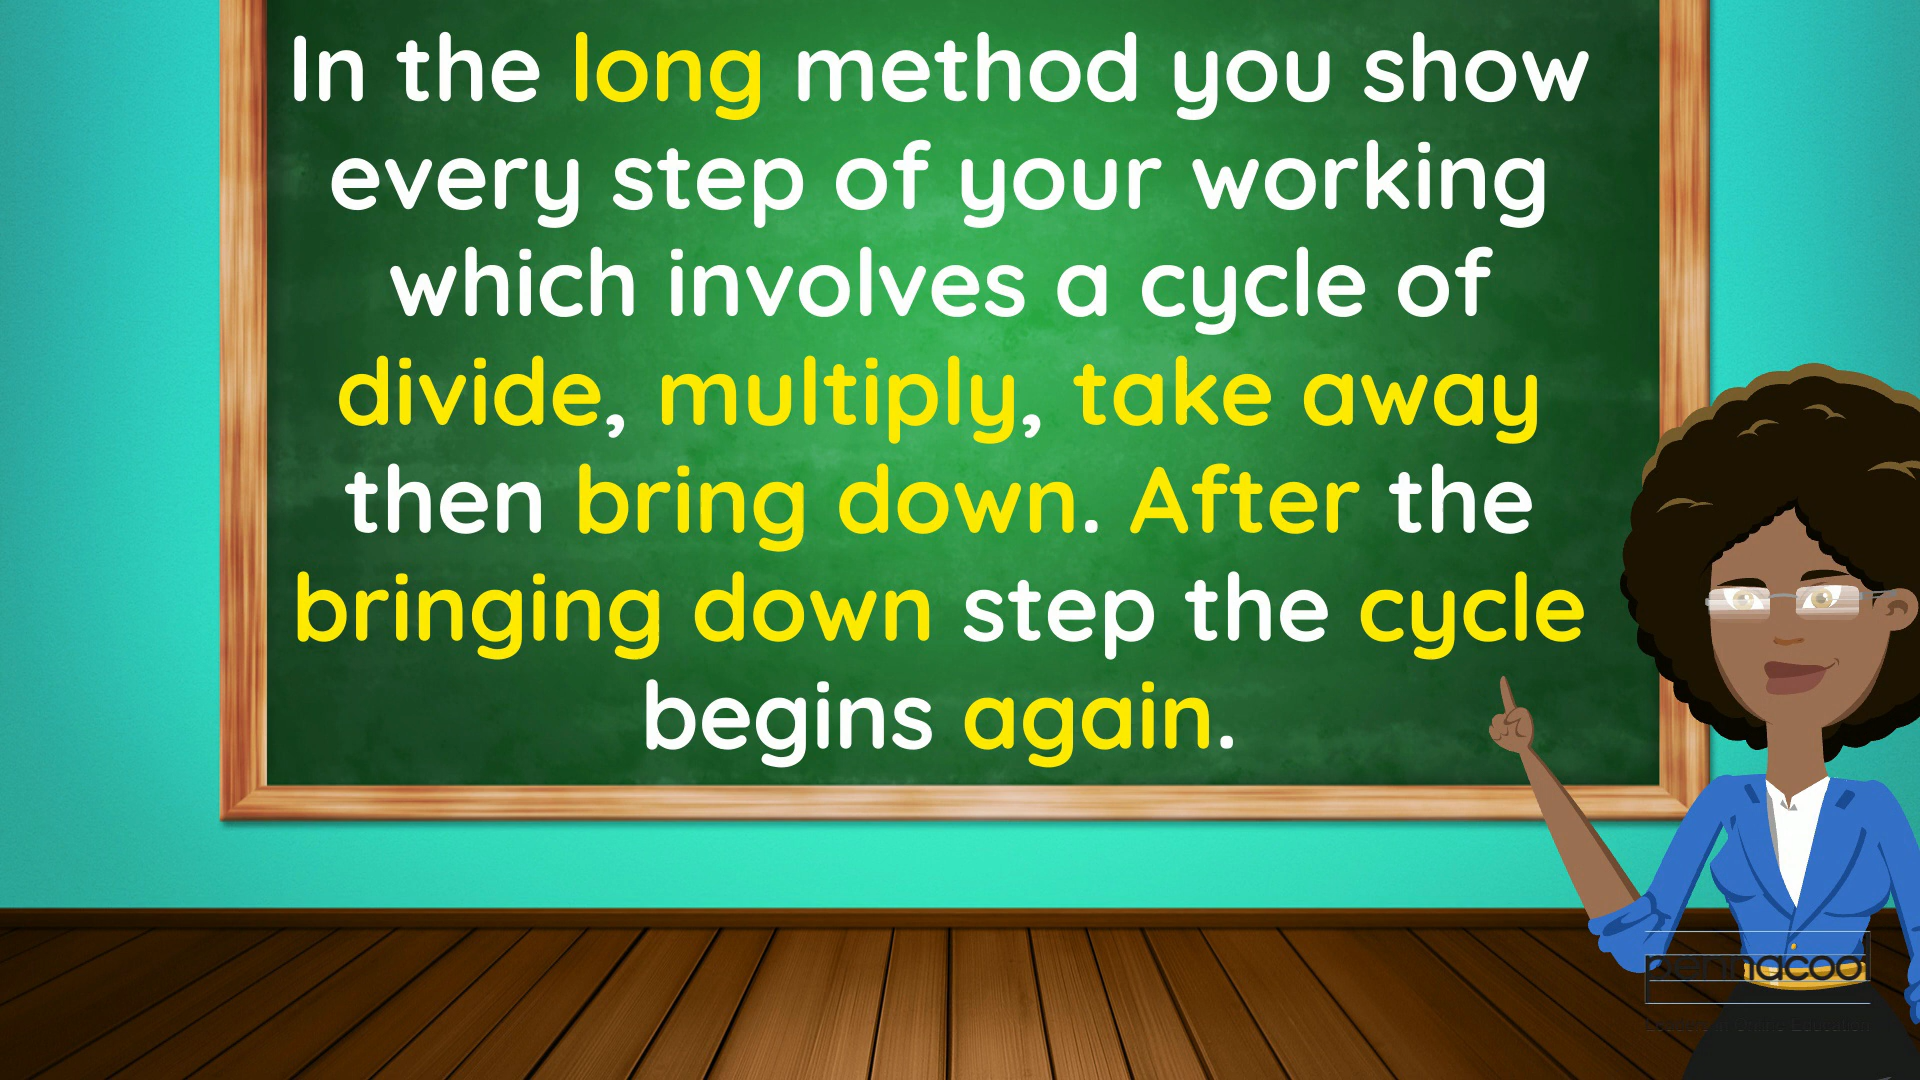 In the long method you show
every step of your working
which involves a cycle of
divide, multiply, take away
then bring down. After the
bringing down step the cycle
begins again.
pennacool